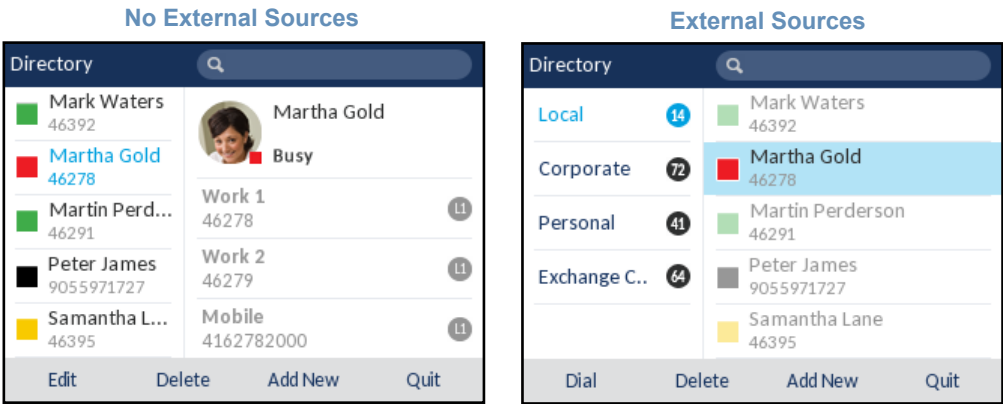 No External Sources
Directory
Mark Waters
46392
Martha Gold
46278
Martin Perd...
46291
Peter James
9055971727
Samantha L...
46395
Martha Gold
Busy
Work 1
46278
L1
Work 2
46279
L1
Mobile
4162782000
L1
Edit Delete Add New Quit
External Sources
Directory
Local 14
Corporate 72
Personal 41
Exchange C.. 64
Mark Waters
46392
Martha Gold
46278
Martin Perderson
46291
Peter James
9055971727
Samantha Lane
46395
Dial Delete Add New Quit